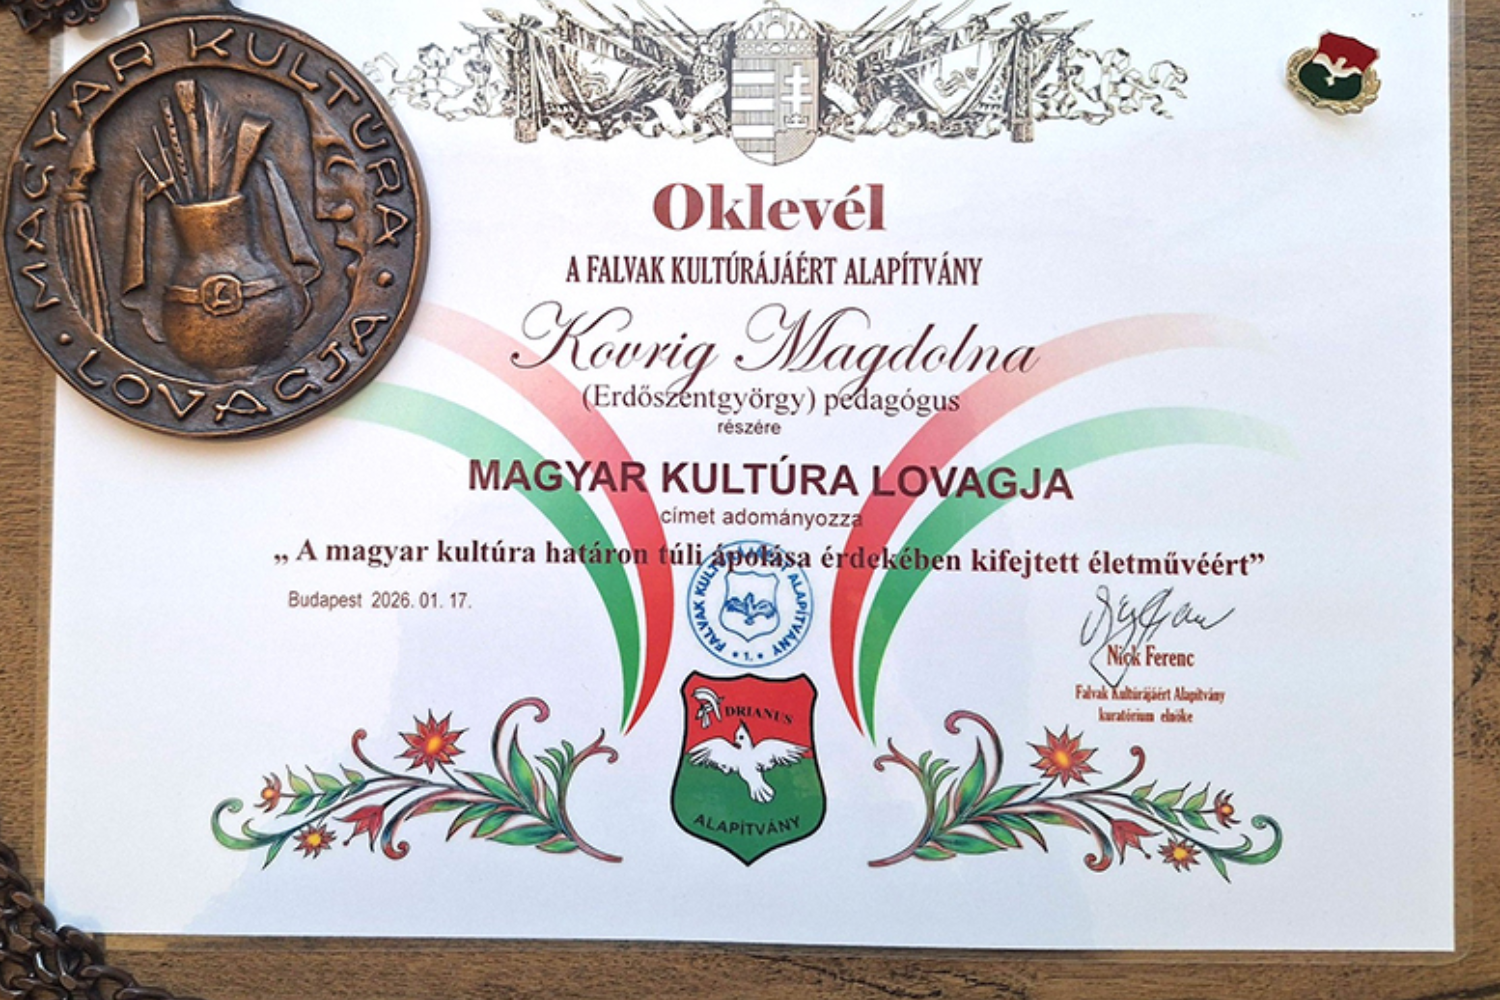 MAGYAR KULTÚRA
LOVAGJA
Oklevél
A FALVAK KULTÚRÁJÁÉRT ALAPÍTVÁNY
Kovrig Magdolna
(Erdőszentgyörgy) pedagógus
részére
MAGYAR KULTÚRA LOVAGJA
címet adományozza
„ A magyar kultúra határon túli ápolása érdekében kifejtett életművéért”
Budapest 2026. 01. 17.
FALVAK KULTÚRÁJÁÉRT ALAPÍTVÁNY
* 1. *
Nick Ferenc
Falvak Kultúrájáért Alapítvány
kuratórium elnöke
ADRIANUS
ALAPÍTVÁNY